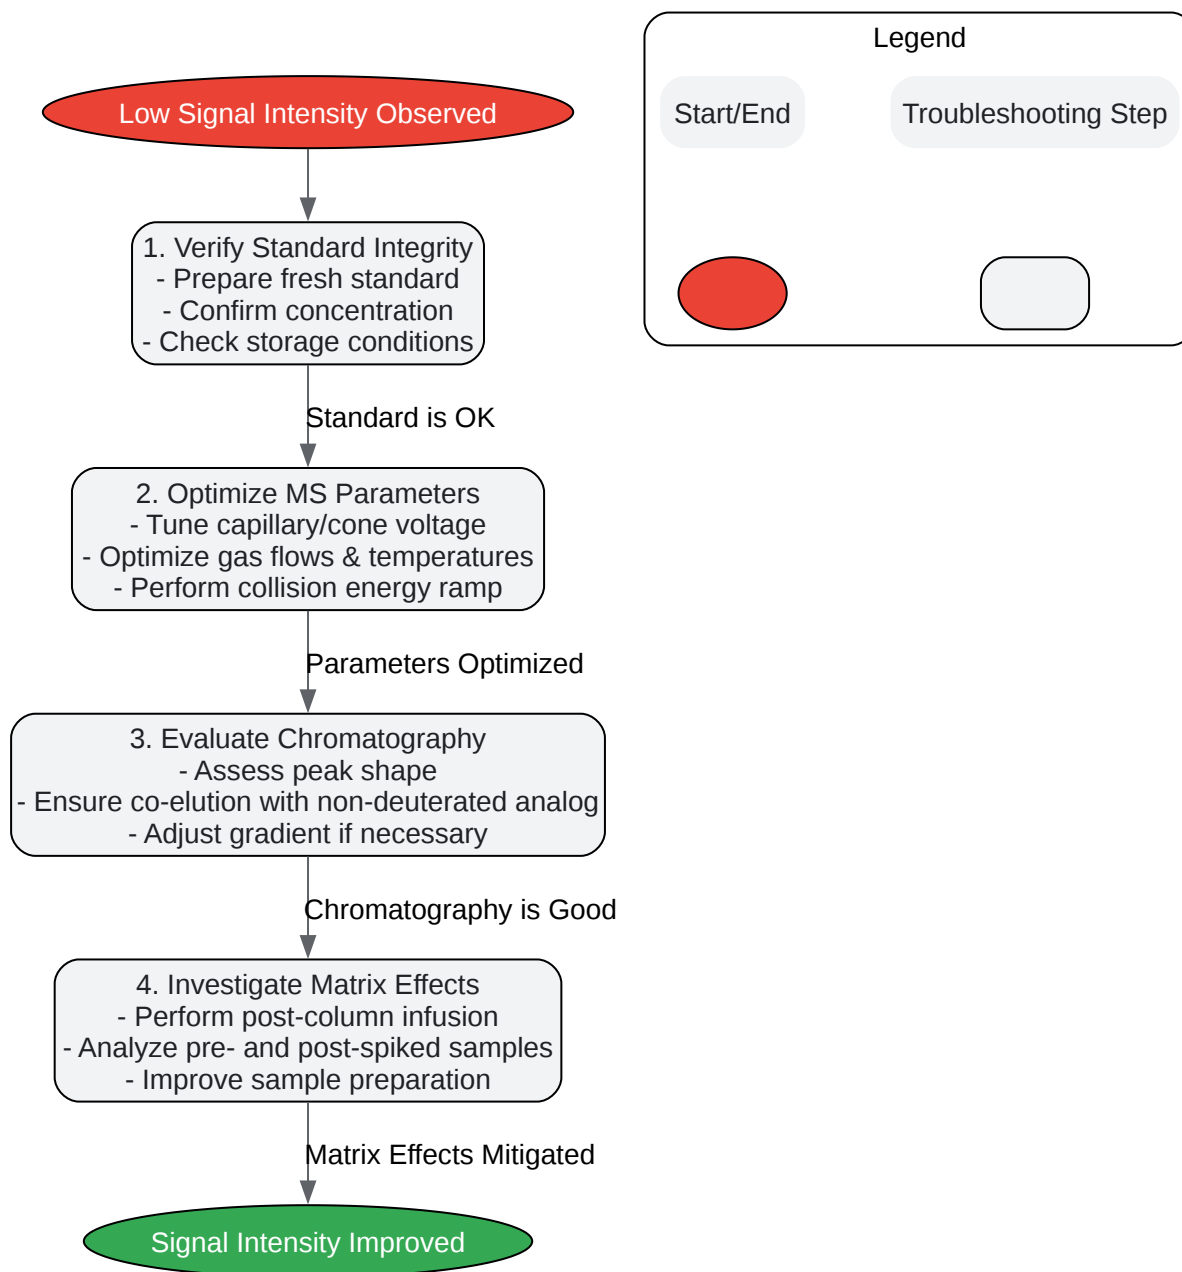 Low Signal Intensity Observed
1. Verify Standard Integrity
- Prepare fresh standard
- Confirm concentration
- Check storage conditions
Standard is OK
2. Optimize MS Parameters
- Tune capillary/cone voltage
- Optimize gas flows & temperatures
- Perform collision energy ramp
Parameters Optimized
3. Evaluate Chromatography
- Assess peak shape
- Ensure co-elution with non-deuterated analog
- Adjust gradient if necessary
Chromatography is Good
4. Investigate Matrix Effects
- Perform post-column infusion
- Analyze pre- and post-spiked samples
- Improve sample preparation
Matrix Effects Mitigated
Signal Intensity Improved
Legend
Start/End
Troubleshooting Step